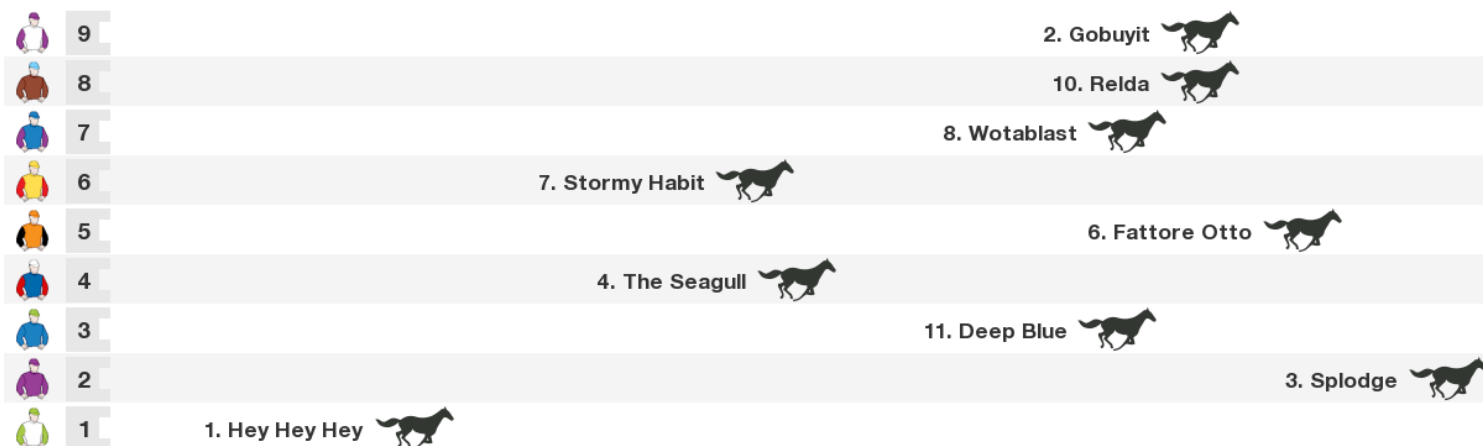 9 2. Gobuyit
8 10. Relda
7 8. Wotablast
6 7. Stormy Habit
5 6. Fattore Otto
4 4. The Seagull
3 11. Deep Blue
2 3. Splodge
1 1. Hey Hey Hey